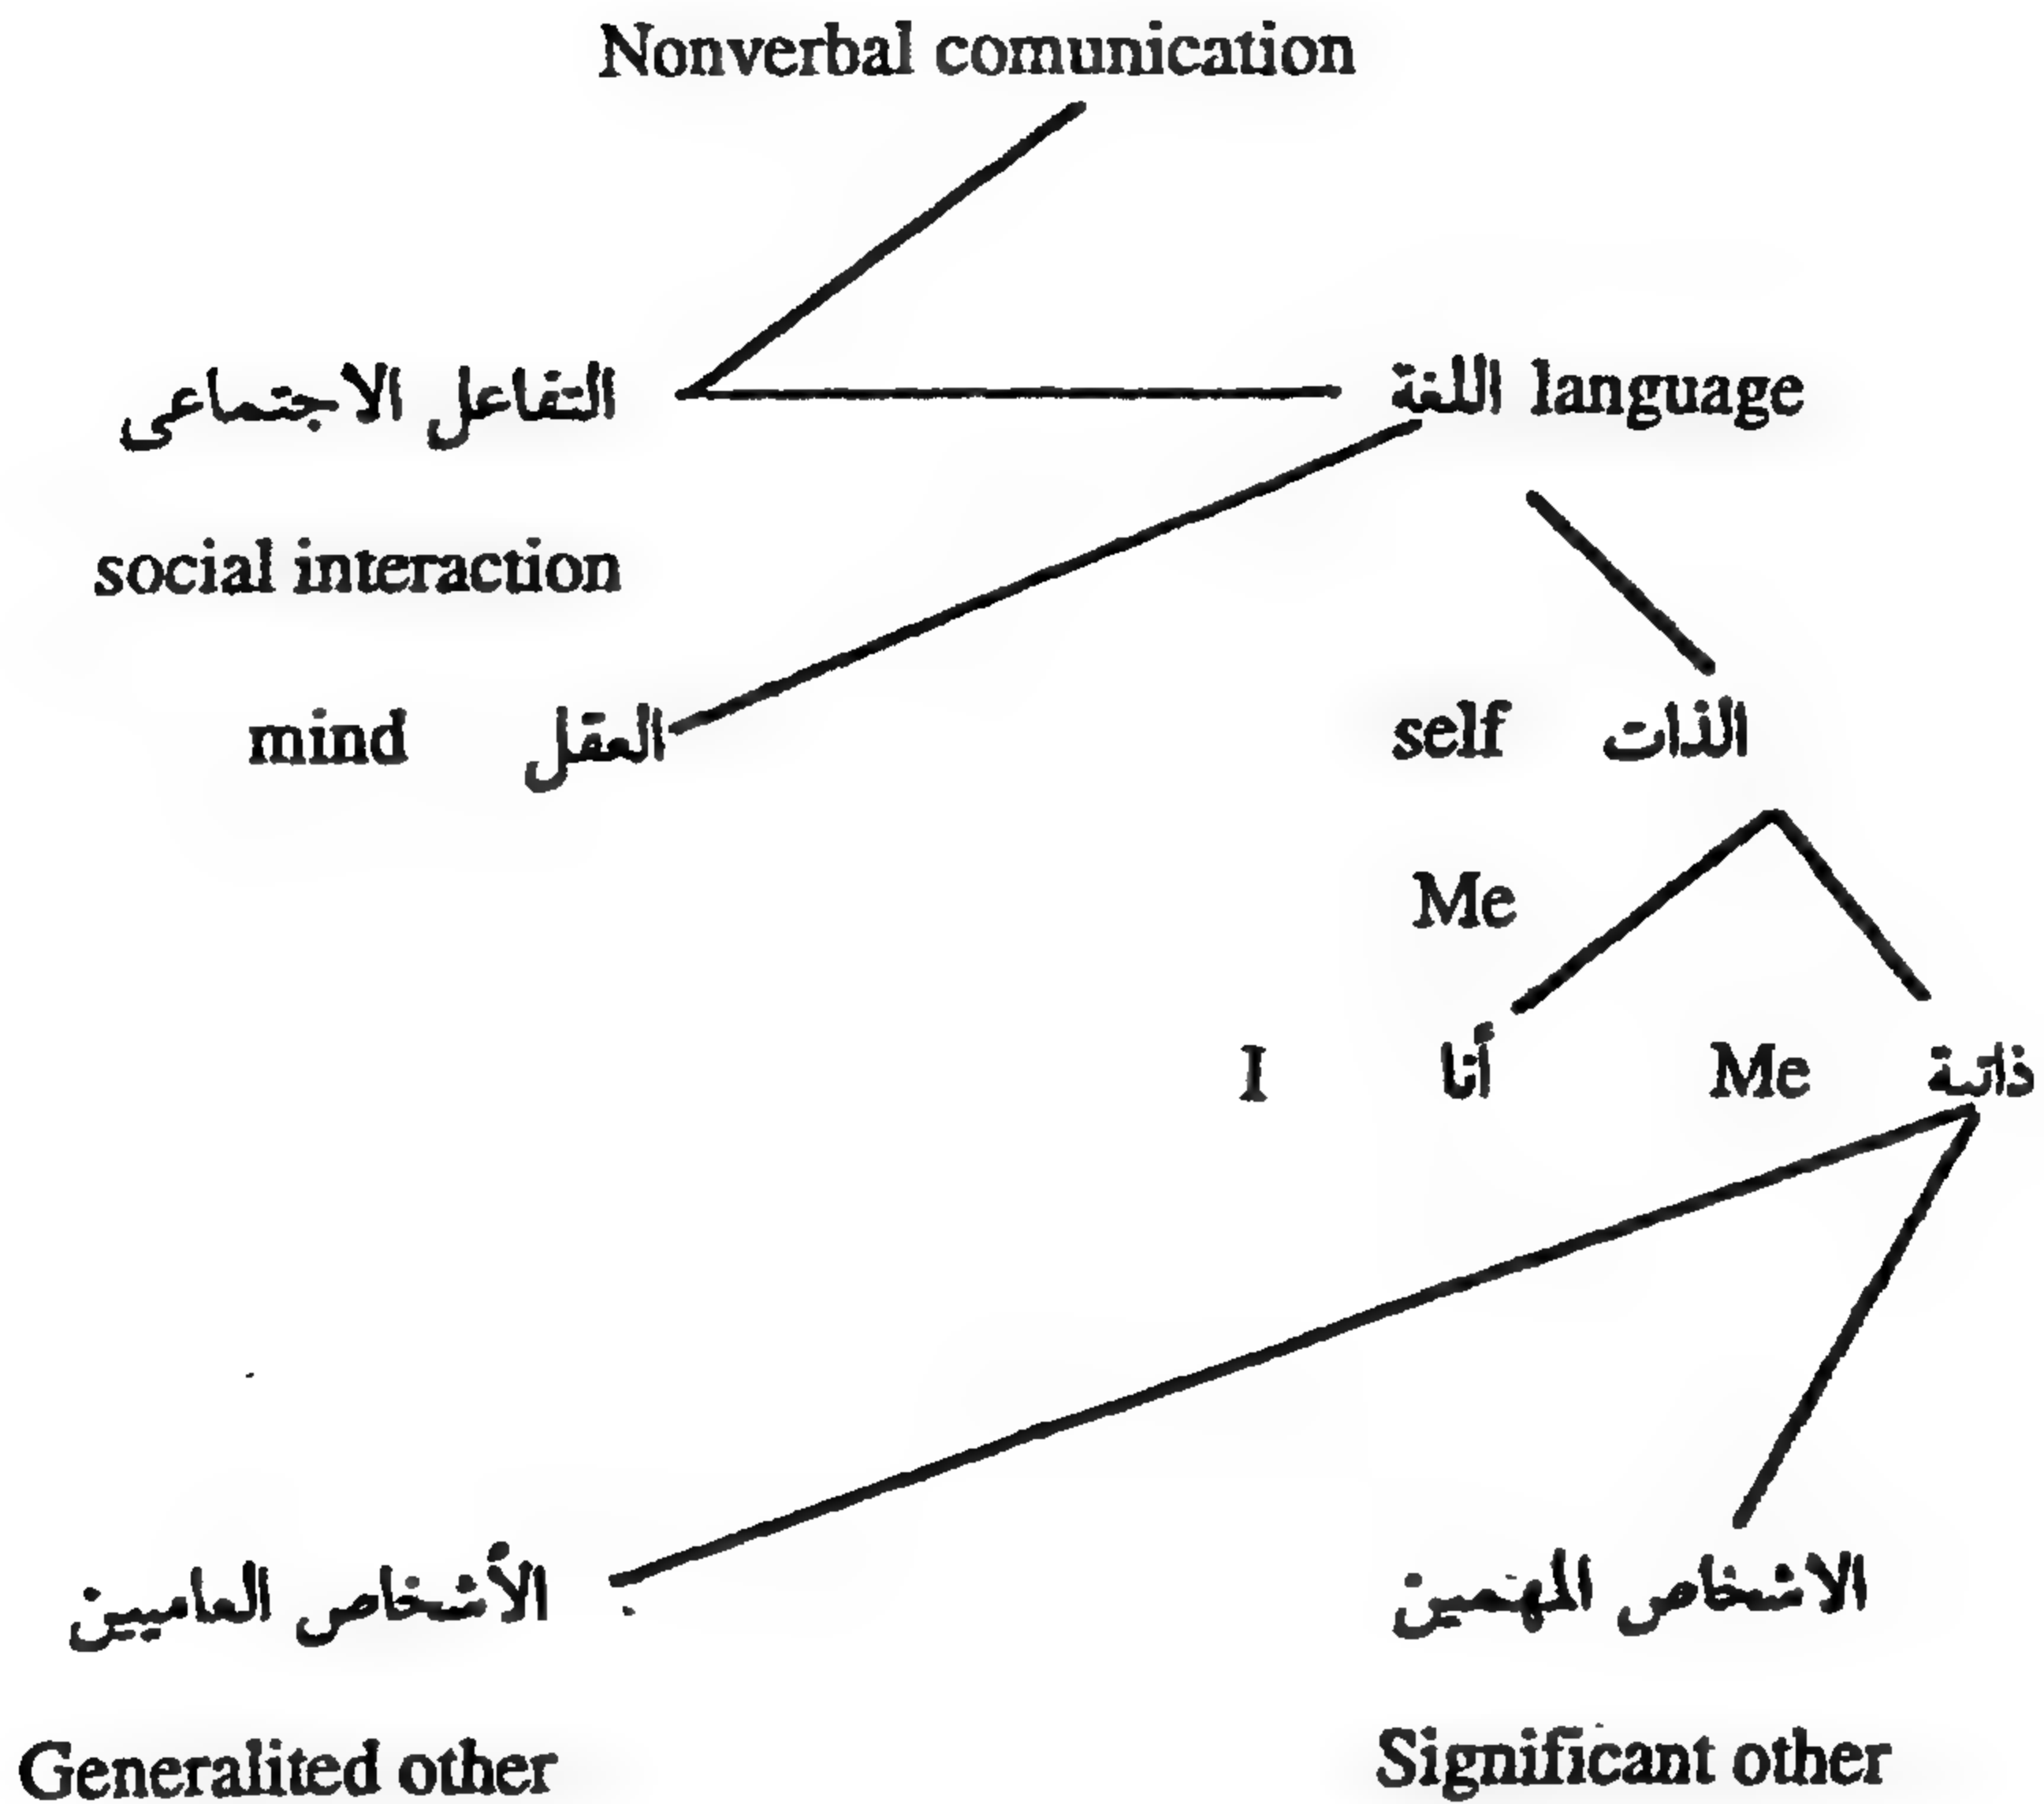 Nonverbal comunication
التفاعل الاجتماعى
اللغة language
social interaction
mind العقل
self الذات
Me
I أنا Me ذاتة
الأشخاص العاميين
الاشخاص المهمين
Generalited other
Significant other